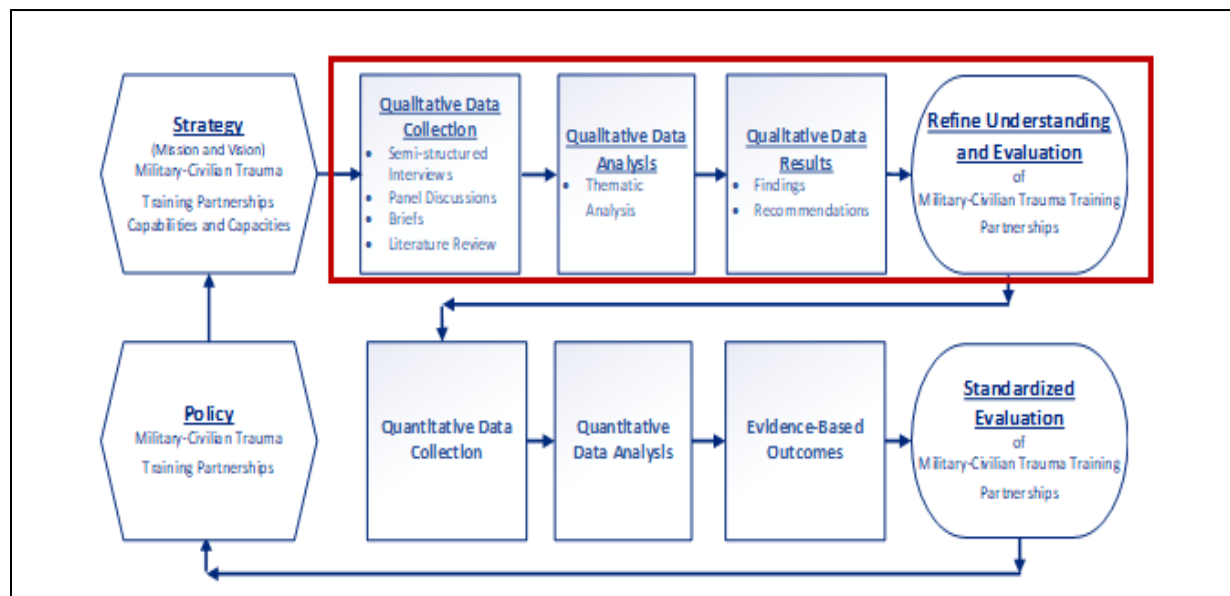 Strategy
(Mission and Vision)
Military-Civilian Trauma
Training Partnerships
Capabilities and Capacities
Qualitative Data
Collection
• Semi-structured
Interviews
• Panel Discussions
• Briefs
• Literature Review
Qualitative Data
Analysis
• Thematic
Analysis
Qualitative Data
Results
• Findings
• Recommendations
Refine Understanding
and Evaluation
of
Military-Civilian Trauma Training
Partnerships
Policy
Military-Civilian Trauma
Training Partnerships
Quantitative Data
Collection
Quantitative
Data Analysis
Evidence-Based
Outcomes
Standardized
Evaluation
of
Military-Civilian Trauma Training
Partnerships